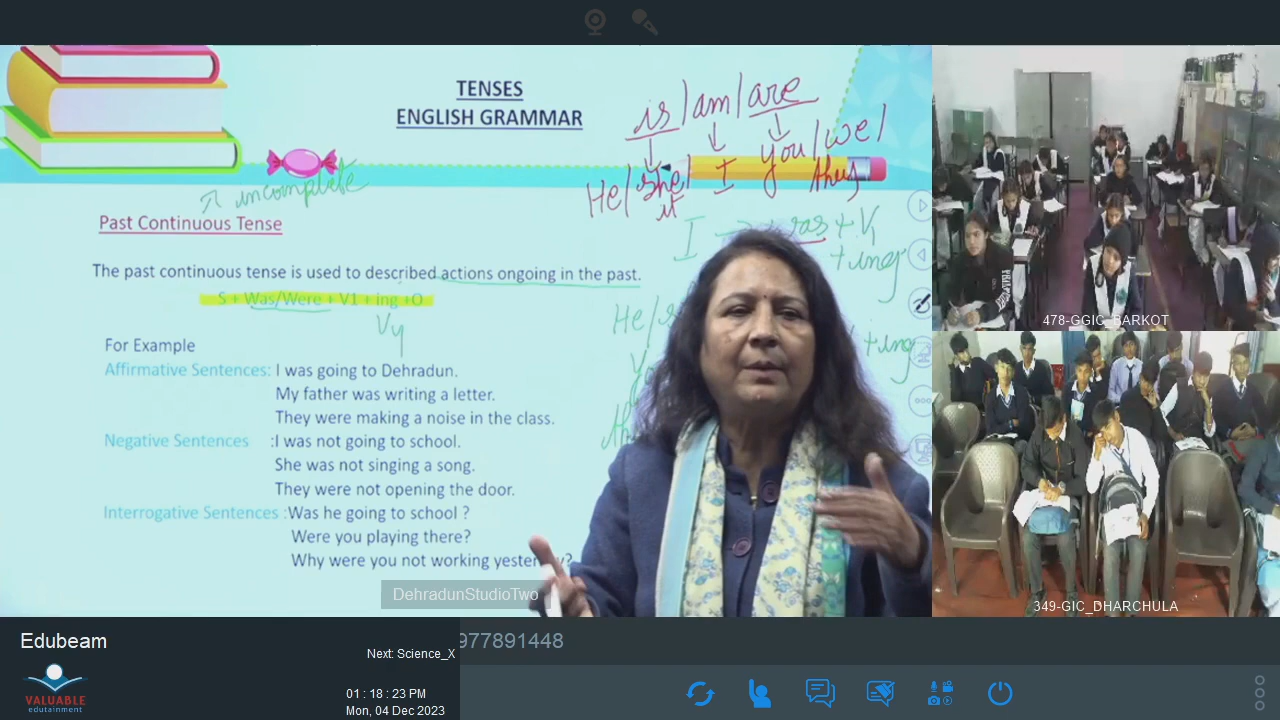 TENSES
ENGLISH GRAMMAR
is/am/are
He/she/ I you/we/
it they
incomplete
Past Continuous Tense
I was + V
+ ing
The past continuous tense is used to described actions ongoing in the past.
S + Was/Were + V1 + ing +O
He/
+ing
For Example
Affirmative Sentences: I was going to Dehradun.
My father was writing a letter.
They were making a noise in the class.
Negative Sentences :I was not going to school.
She was not singing a song.
They were not opening the door.
Interrogative Sentences :Was he going to school ?
Were you playing there?
Why were you not working
DehradunStudioTwo
478-GGIC_BARKOT
349-GIC_DHARCHULA
Edubeam
977891448
Next: Science_X
VALUABLE
edutainment
01 : 18 : 23 PM
Mon, 04 Dec 2023